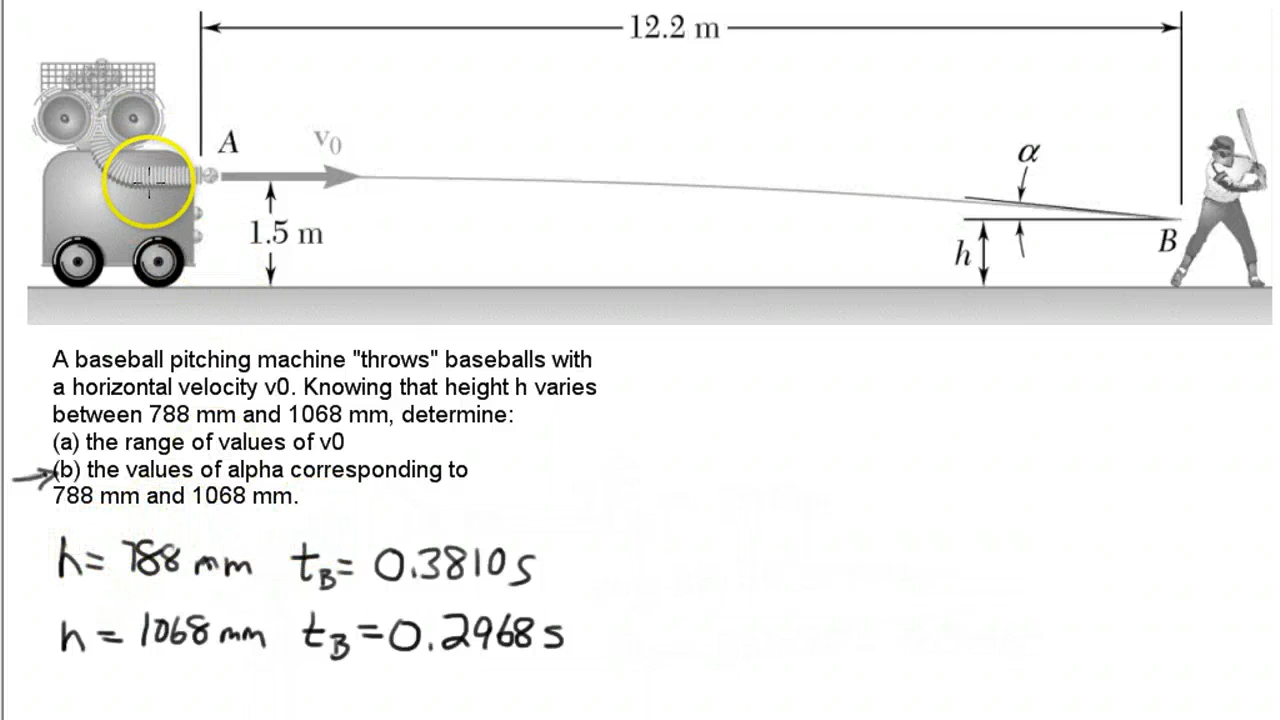 12.2 m
A
v0
α
1.5 m
h
B
A baseball pitching machine "throws" baseballs with
a horizontal velocity v0. Knowing that height h varies
between 788 mm and 1068 mm, determine:
(a) the range of values of v0
(b) the values of alpha corresponding to
788 mm and 1068 mm.
h= 788 mm tB= 0.3810s
h = 1068 mm tB=0.2968s